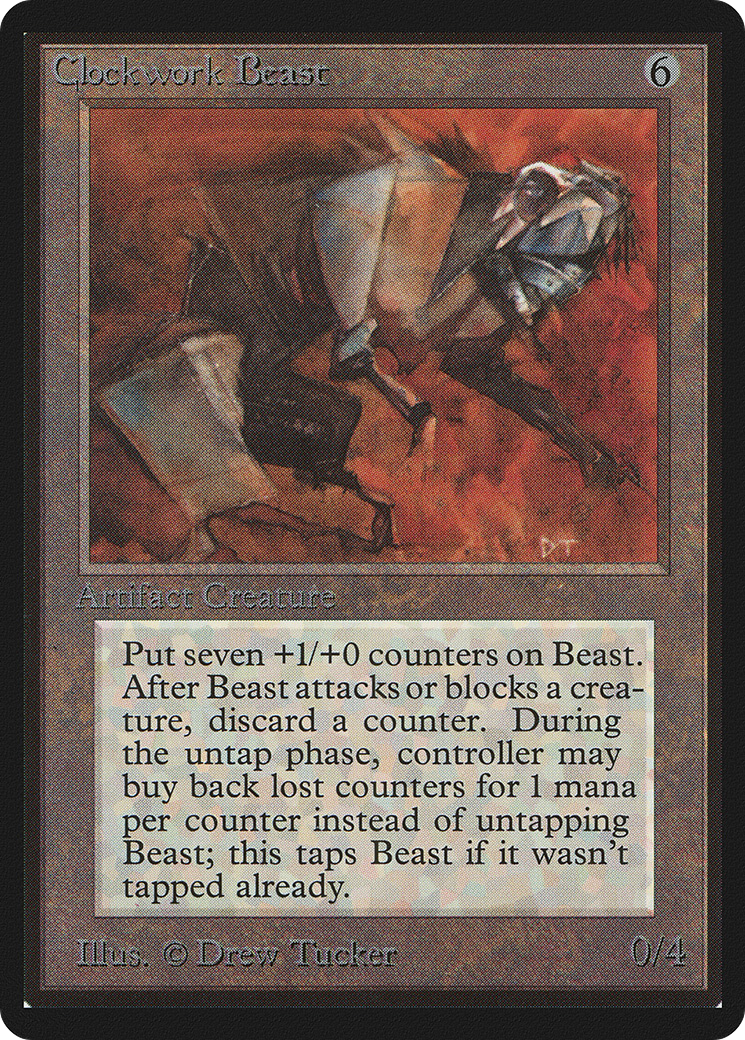 Clockwork Beast 6
DT
Artifact Creature
Put seven +1/+0 counters on Beast.
After Beast attacks or blocks a crea-
ture, discard a counter. During
the untap phase, controller may
buy back lost counters for 1 mana
per counter instead of untapping
Beast; this taps Beast if it wasn't
tapped already.
Illus. © Drew Tucker 0/4